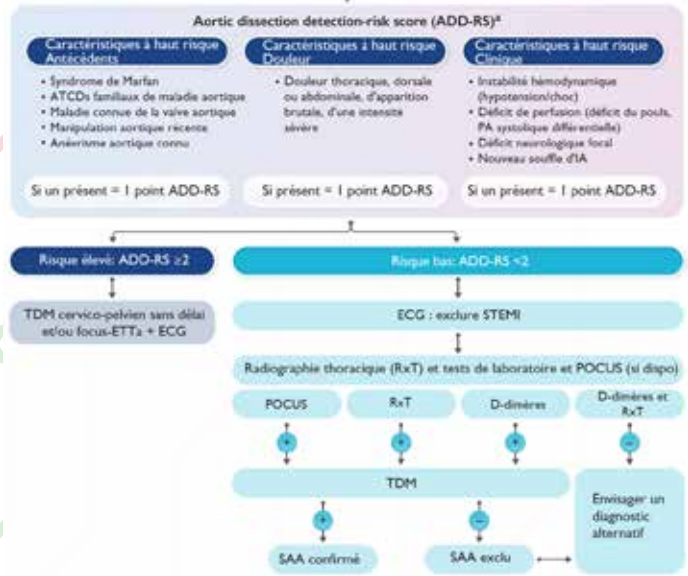 Aortic dissection detection-risk score (ADD-RS)a
Caractéristiques à haut risque
Antécédents
• Syndrome de Marfan
• ATCDs familiaux de maladie aortique
• Maladie connue de la valve aortique
• Manipulation aortique récente
• Anévrisme aortique connu
Si un présent = 1 point ADD-RS
Caractéristiques à haut risque
Douleur
• Douleur thoracique, dorsale
ou abdominale, d'apparition
brutale, d'une intensité
sévère
Si présent = 1 point ADD-RS
Caractéristiques à haut risque
Clinique
• Instabilité hémodynamique
(hypotension/choc)
• Déficit de perfusion (déficit du pouls,
PA systolique différentielle)
• Déficit neurologique focal
• Nouveau souffle d'IA
Si un présent = 1 point ADD-RS
Risque élevé: ADD-RS ≥2
TDM cervico-pelvien sans délai
et/ou focus-ETTa + ECG
Risque bas: ADD-RS <2
ECG : exclure STEMI
Radiographie thoracique (RxT) et tests de laboratoire et POCUS (si dispo)
POCUS
RxT
D-dimères
D-dimères et
RxT
+
+
+
–
TDM
Envisager un
diagnostic
alternatif
+
–
SAA confirmé
SAA exclu